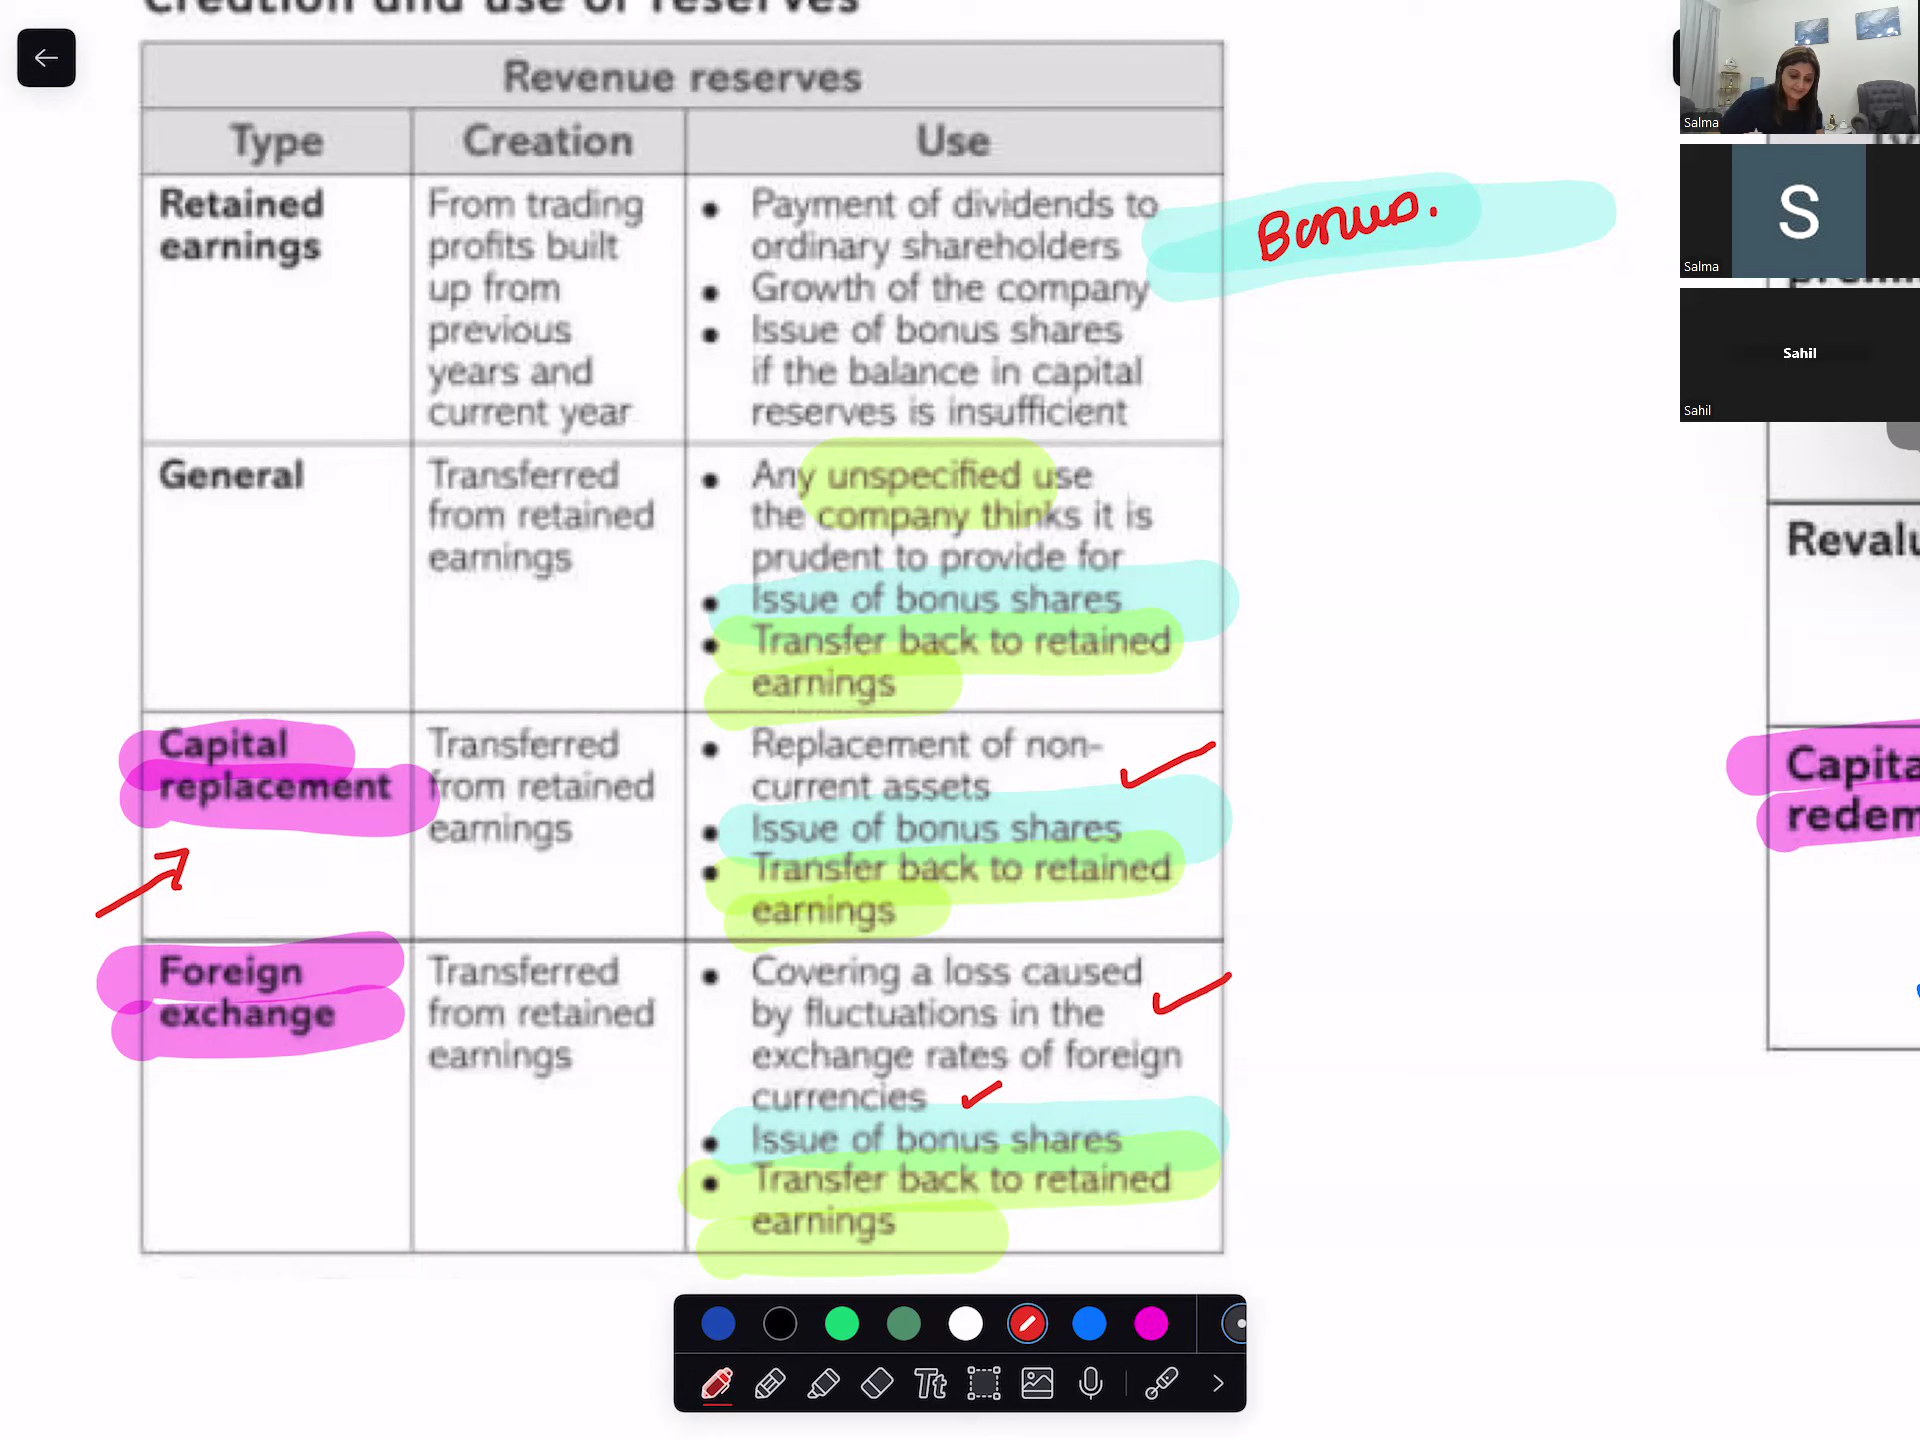 Creation and use of reserves
Revenue reserves
Type Creation Use
Retained
earnings
From trading
profits built
up from
previous
years and
current year
• Payment of dividends to
ordinary shareholders
• Growth of the company
• Issue of bonus shares
if the balance in capital
reserves is insufficient
Bonus.
General
Transferred
from retained
earnings
• Any unspecified use
the company thinks it is
prudent to provide for
• Issue of bonus shares
• Transfer back to retained
earnings
Capital
replacement
Transferred
from retained
earnings
• Replacement of non-
current assets
• Issue of bonus shares
• Transfer back to retained
earnings
Foreign
exchange
Transferred
from retained
earnings
• Covering a loss caused
by fluctuations in the
exchange rates of foreign
currencies
• Issue of bonus shares
• Transfer back to retained
earnings
Salma
S
Salma
Sahil
Sahil
Revalu
Capita
redem
Tt